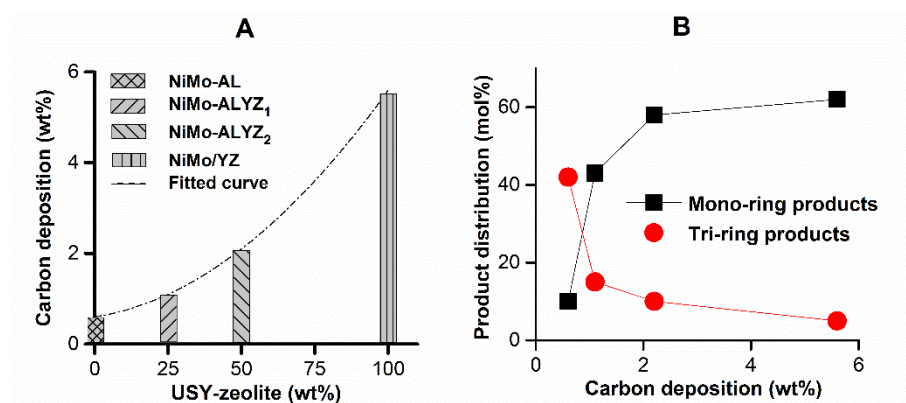 A
Carbon deposition (wt%)
6
4
2
0
NiMo-AL
NiMo-ALYZ₁
NiMo-ALYZ₂
NiMo/YZ
Fitted curve
0 25 50 75 100
USY-zeolite (wt%)
B
Product distribution (mol%)
60
40
20
0
Mono-ring products
Tri-ring products
0 2 4 6
Carbon deposition (wt%)